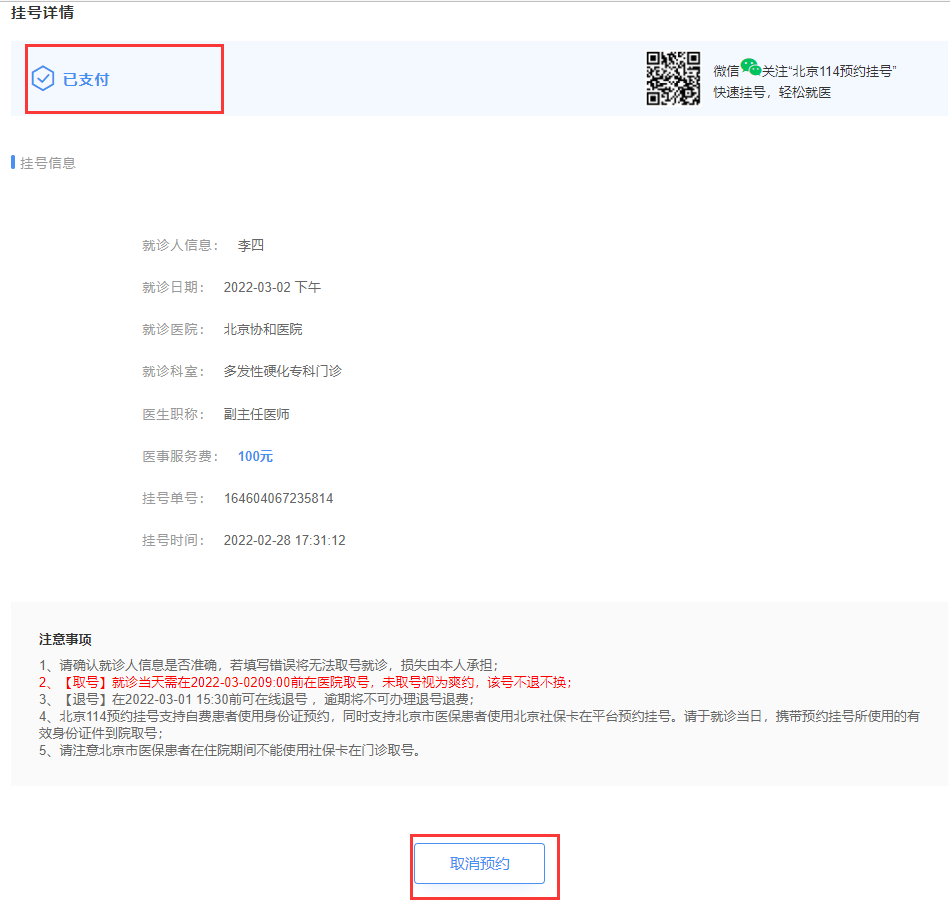 挂号详情
已支付
微信 关注“北京114预约挂号”
快速挂号，轻松就医
挂号信息
就诊人信息： 李四
就诊日期： 2022-03-02 下午
就诊医院： 北京协和医院
就诊科室： 多发性硬化专科门诊
医生职称： 副主任医师
医事服务费： 100元
挂号单号： 164604067235814
挂号时间： 2022-02-28 17:31:12
注意事项
1、请确认就诊人信息是否准确，若填写错误将无法取号就诊，损失由本人承担；
2、【取号】就诊当天需在2022-03-0209:00前在医院取号，未取号视为爽约，该号不退不换；
3、【退号】在2022-03-01 15:30前可在线退号 ，逾期将不可办理退号退费；
4、北京114预约挂号支持自费患者使用身份证预约，同时支持北京市医保患者使用北京社保卡在平台预约挂号。请于就诊当日，携带预约挂号所使用的有
效身份证件到院取号；
5、请注意北京市医保患者在住院期间不能使用社保卡在门诊取号。
取消预约